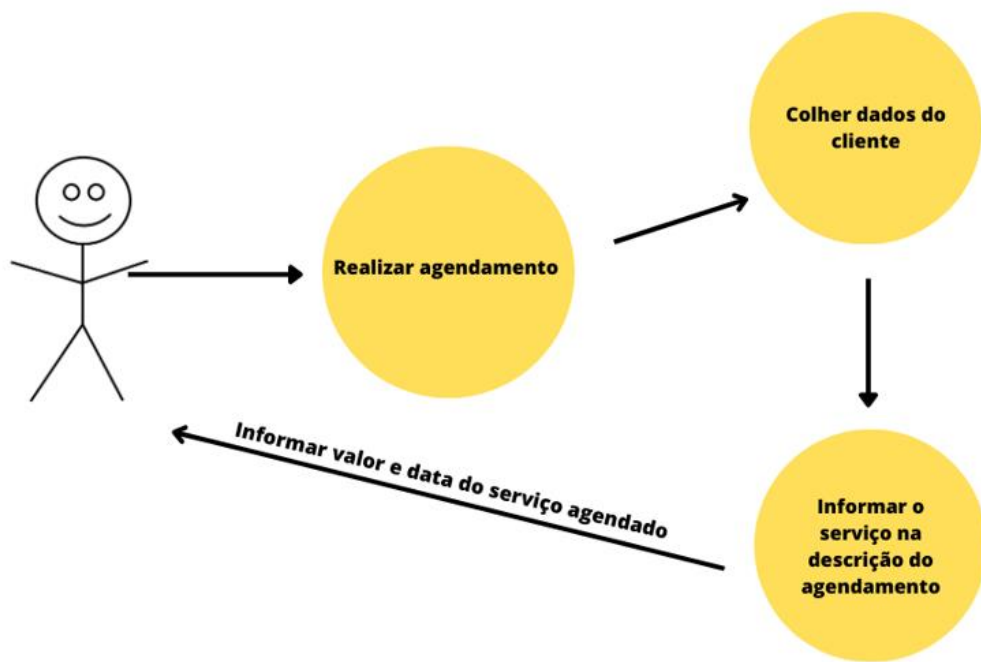 Realizar agendamento
Colher dados do
cliente
Informar o
serviço na
descrição do
agendamento
Informar valor e data do serviço agendado